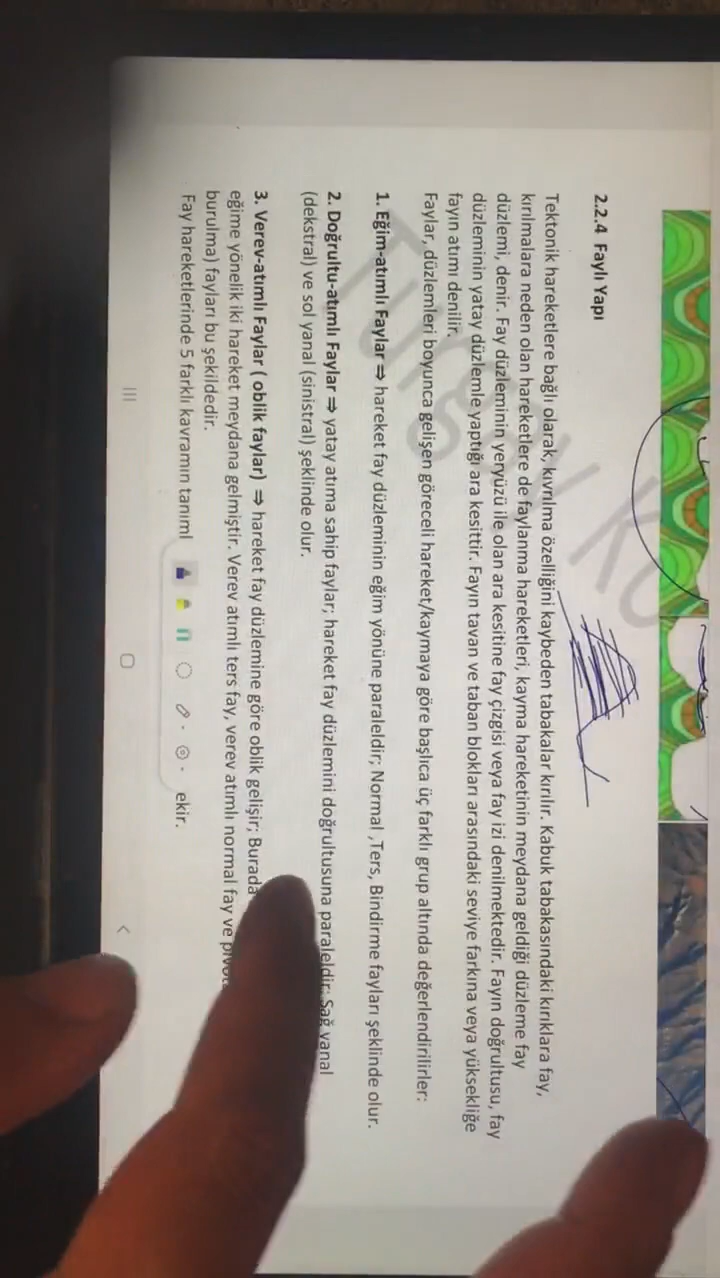 2.2.4 Faylı Yapı
Tektonik hareketlere bağlı olarak, kıvrılma özelliğini kaybeden tabakalar kırılır. Kabuk tabakasındaki kırıklara fay,
kırılmalara neden olan hareketlere de faylanma hareketleri, kayma hareketinin meydana geldiği düzleme fay
düzlemi, denir. Fay düzleminin yeryüzü ile olan ara kesitine fay çizgisi veya fay izi denilmektedir. Fayın doğrultusu, fay
düzleminin yatay düzlemle yaptığı ara kesittir. Fayın tavan ve taban blokları arasındaki seviye farkına veya yüksekliğe
fayın atımı denilir.
Faylar, düzlemleri boyunca gelişen göreceli hareket/kaymaya göre başlıca üç farklı grup altında değerlendirilirler:
1. Eğim-atımlı Faylar ⇒ hareket fay düzleminin eğim yönüne paraleldir; Normal ,Ters, Bindirme fayları şeklinde olur.
2. Doğrultu-atımlı Faylar ⇒ yatay atıma sahip faylar; hareket fay düzlemini doğrultusuna paraleldir; Sağ yanal
(dekstral) ve sol yanal (sinistral) şeklinde olur.
3. Verev-atımlı Faylar ( oblik faylar) ⇒ hareket fay düzlemine göre oblik gelişir; Burada
eğime yönelik iki hareket meydana gelmiştir. Verev atımlı ters fay, verev atımlı normal fay ve
burulma) fayları bu şekildedir.
Fay hareketlerinde 5 farklı kavramın tanıml ekir.
Turgay Ko